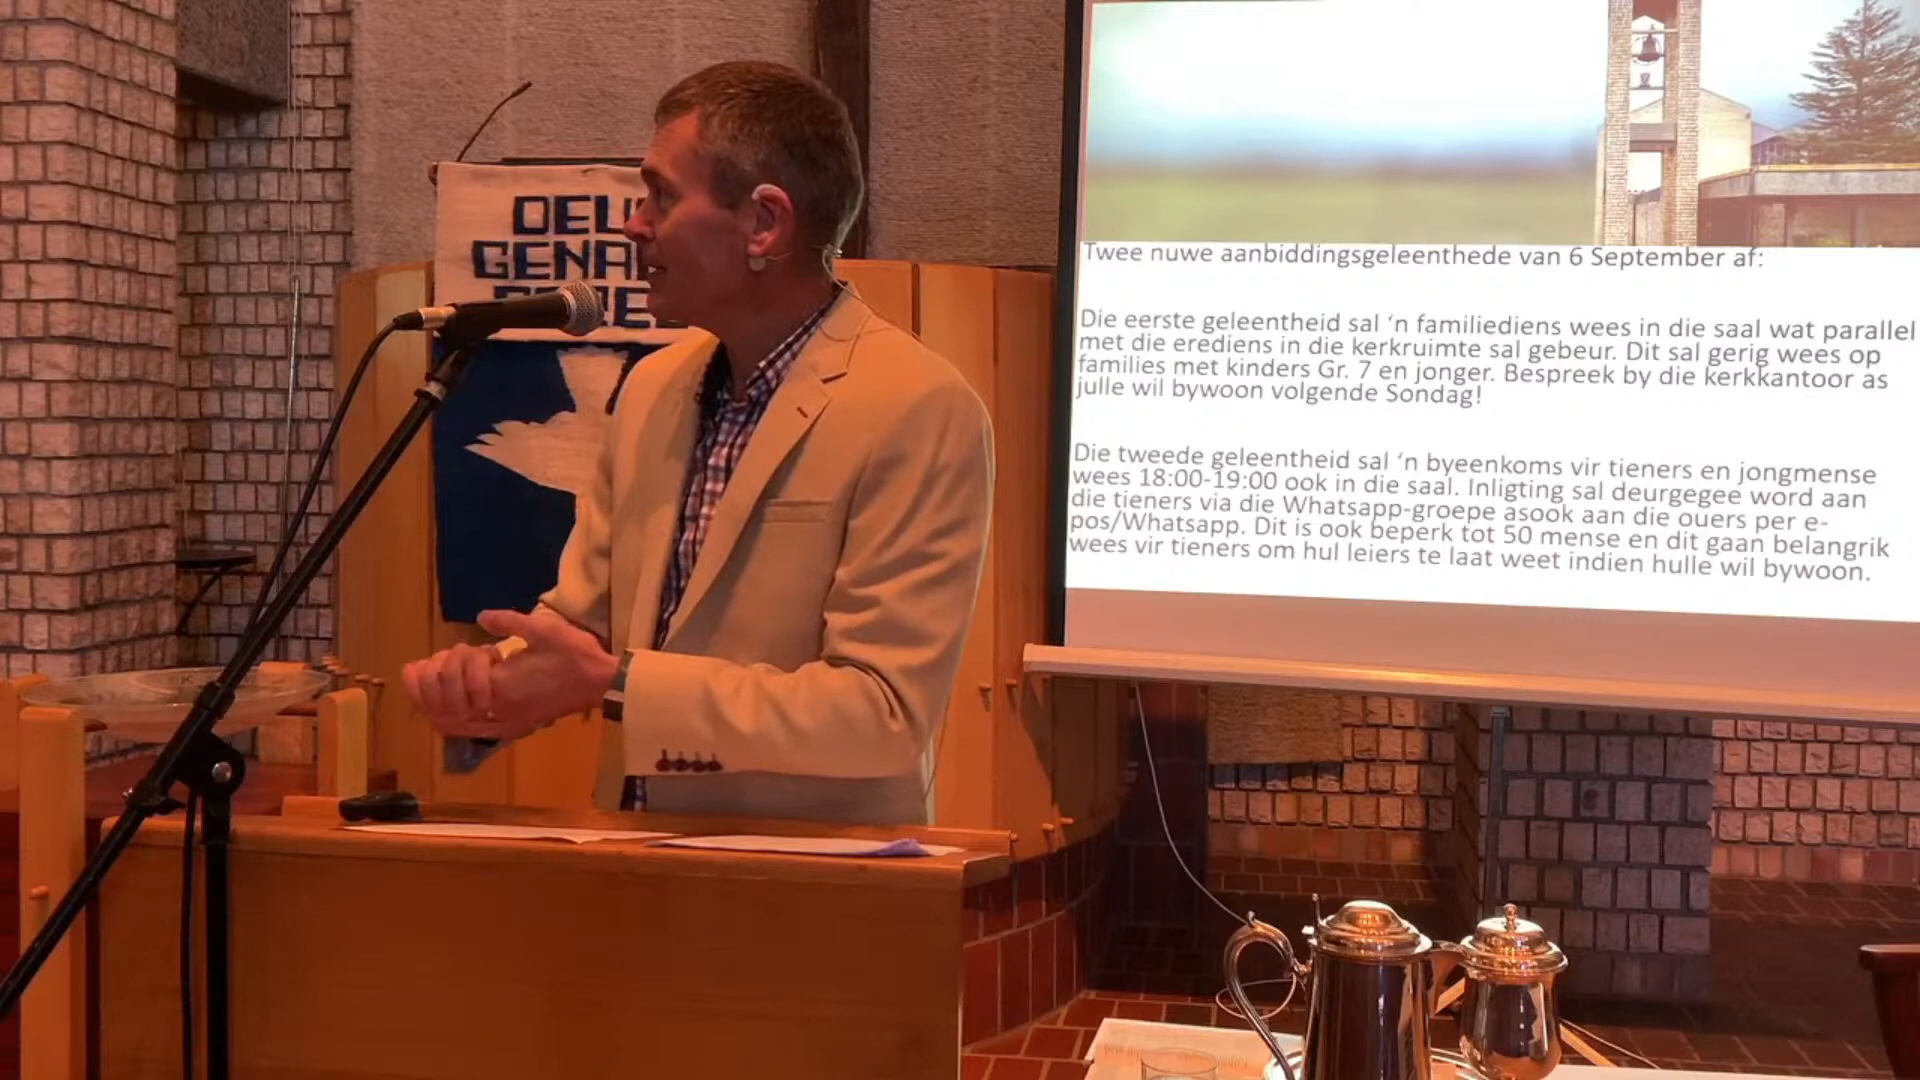 GENA
Twee nuwe aanbiddingsgeleenthede van 6 September af:
Die eerste geleentheid sal ‘n familiediens wees in die saal wat parallel
met die erediens in die kerkruimte sal gebeur. Dit sal gerig wees op
families met kinders Gr. 7 en jonger. Bespreek by die kerkkantoor as
julle wil bywoon volgende Sondag!
Die tweede geleentheid sal ‘n byeenkoms vir tieners en jongmense
wees 18:00-19:00 ook in die saal. Inligting sal deurgegee word aan
die tieners via die Whatsapp-groepe asook aan die ouers per e-
pos/Whatsapp. Dit is ook beperk tot 50 mense en dit gaan belangrik
wees vir tieners om hul leiers te laat weet indien hulle wil bywoon.